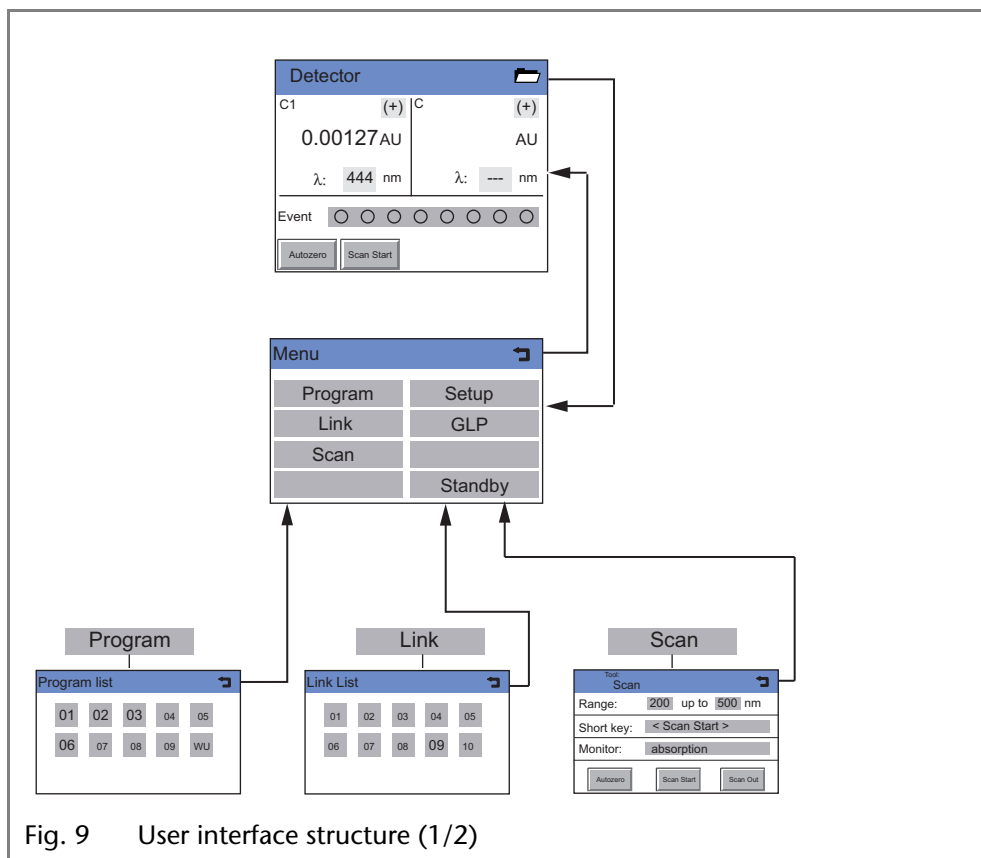 Detector
C1 (+) C (+)
0.00127 AU AU
λ: 444 nm λ: --- nm
Event
Autozero Scan Start
Menu
Program Setup
Link GLP
Scan
Standby
Program Link Scan
Program list
01 02 03 04 05
06 07 08 09 WU
Link List
01 02 03 04 05
06 07 08 09 10
Tool:
Scan
Range: 200 up to 500 nm
Short key: < Scan Start >
Monitor: absorption
Autozero Scan Start Scan Out
Fig. 9 User interface structure (1/2)